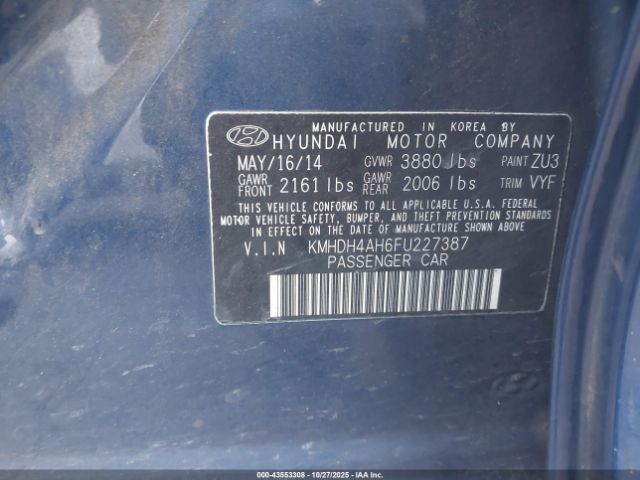 MANUFACTURED IN KOREA BY
HYUNDAI MOTOR COMPANY
MAY/16/14 GVWR 3880 lbs PAINT ZU3
GAWR FRONT 2161 lbs GAWR REAR 2006 lbs TRIM VYF
THIS VEHICLE CONFORMS TO ALL APPLICABLE U.S.A. FEDERAL
MOTOR VEHICLE SAFETY, BUMPER, AND THEFT PREVENTION
STANDARDS IN EFFECT ON THE DATE OF MANUFACTURE SHOWN ABOVE.
V.I.N KMHDH4AH6FU227387
PASSENGER CAR
000-43553308 | 10/27/2025 | Copyright © 2025 IAA, Inc.